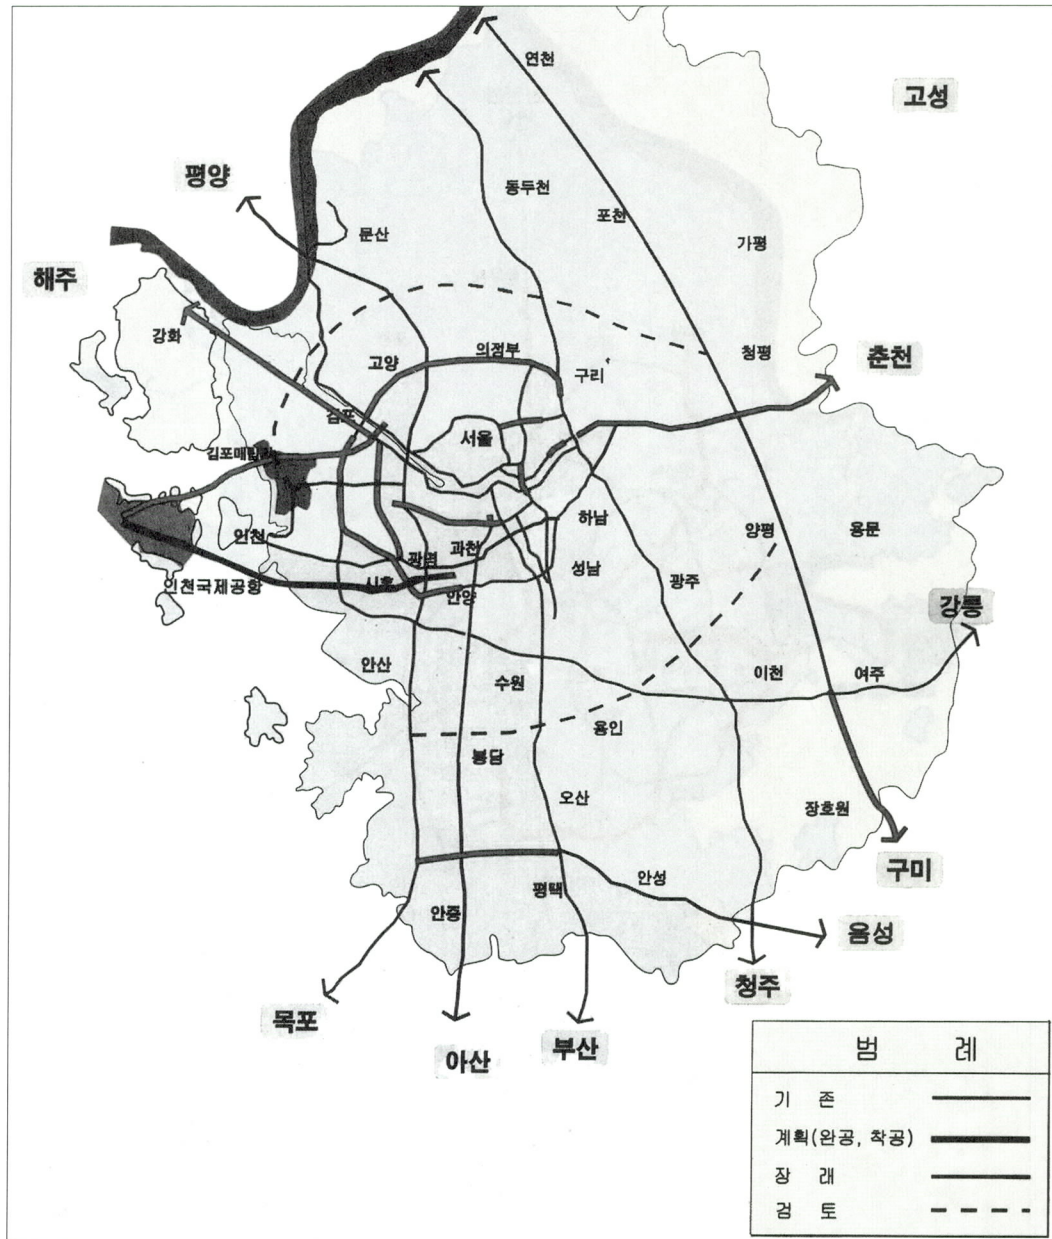 연천
고성
평양
동두천
포천
문산
가평
해주
강화
고양
의정부
구리
청평
춘천
김포
서울
김포매립지
하남
양평
용문
인천
과천
광명
성남
인천국제공항
시흥
안양
광주
강릉
안산
수원
이천
여주
용인
봉담
오산
장호원
구미
안성
평택
안중
음성
청주
목포
아산
부산
범 례
기 존
계획(완공, 착공)
장 래
검 토